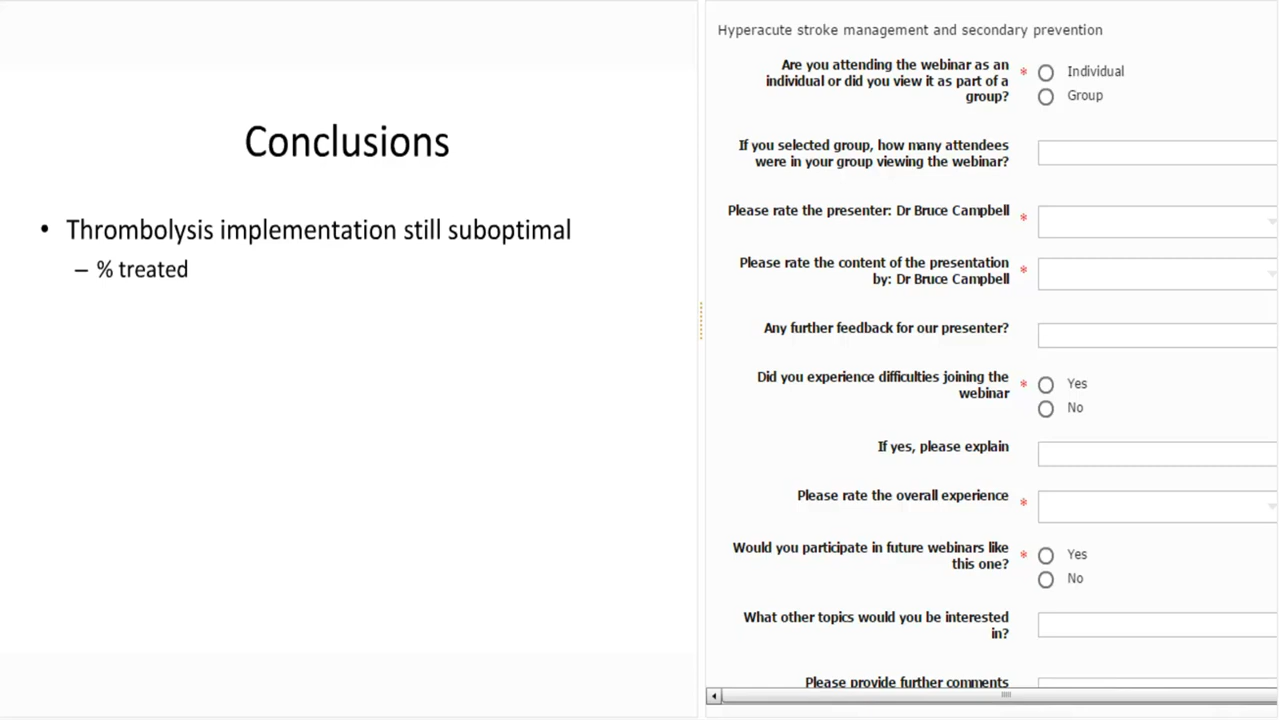 Conclusions
• Thrombolysis implementation still suboptimal
– % treated
Hyperacute stroke management and secondary prevention
Are you attending the webinar as an
individual or did you view it as part of a
group?
* Individual
Group
If you selected group, how many attendees
were in your group viewing the webinar?
Please rate the presenter: Dr Bruce Campbell *
Please rate the content of the presentation
by: Dr Bruce Campbell *
Any further feedback for our presenter?
Did you experience difficulties joining the
webinar
* Yes
No
If yes, please explain
Please rate the overall experience *
Would you participate in future webinars like
this one?
* Yes
No
What other topics would you be interested
in?
Please provide further comments